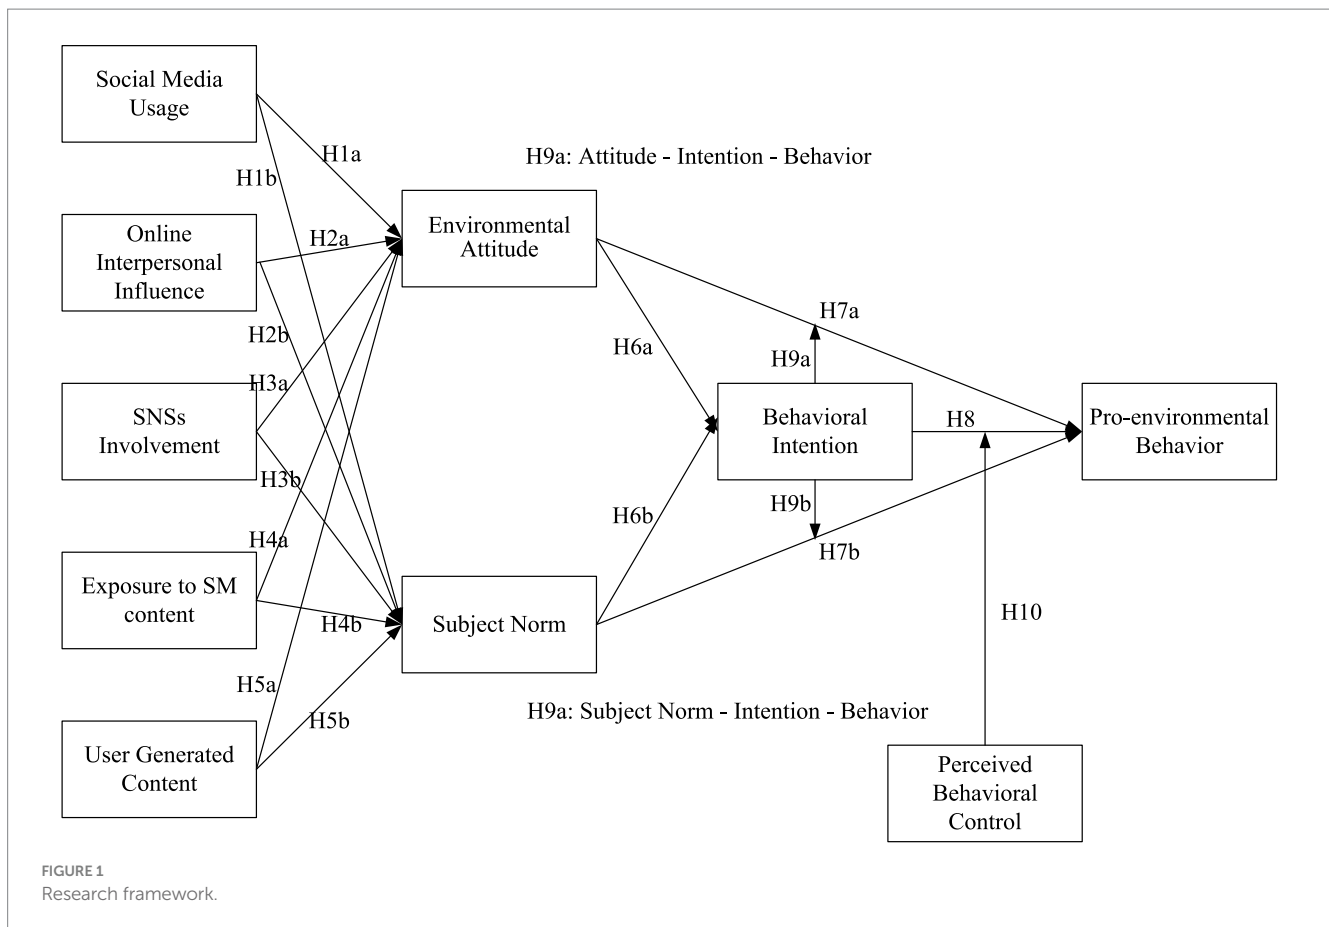 Social Media
Usage
H1a
H9a: Attitude - Intention - Behavior
H1b
Online
Interpersonal
Influence
H2a
Environmental
Attitude
H2b
H7a
H6a
H9a
H3a
SNSs
Involvement
Behavioral
Intention
H8
Pro-environmental
Behavior
H3b
H9b
H6b
H4a
H7b
Exposure to SM
content
H4b
Subject Norm
H10
H5a
H5b
H9a: Subject Norm - Intention - Behavior
User Generated
Content
Perceived
Behavioral
Control
FIGURE 1
Research framework.